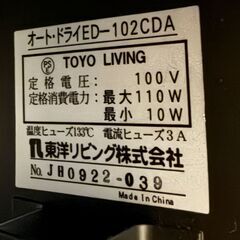 オート・ドライED－102CDA
PSE TOYO LIVING
定格電圧： 100V
定格消費電力：最大110W
最小 10W
温度ヒューズ133℃ 電流ヒューズ3A
東洋リビング株式会社
No. JH0922-039
Made in China